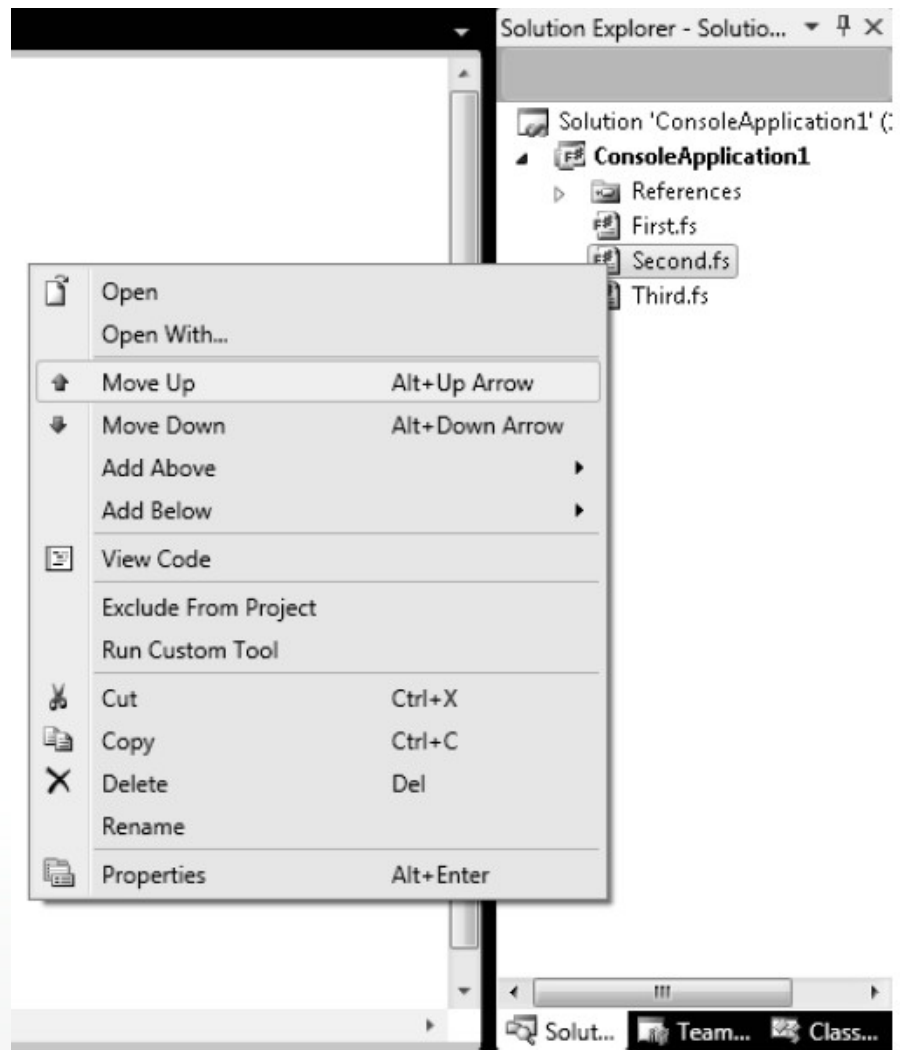 Solution Explorer - Solutio...
Solution 'ConsoleApplication1' (
ConsoleApplication1
References
First.fs
Second.fs
Third.fs
Open
Open With...
Move Up Alt+Up Arrow
Move Down Alt+Down Arrow
Add Above
Add Below
View Code
Exclude From Project
Run Custom Tool
Cut Ctrl+X
Copy Ctrl+C
Delete Del
Rename
Properties Alt+Enter
Solut... Team... Class...